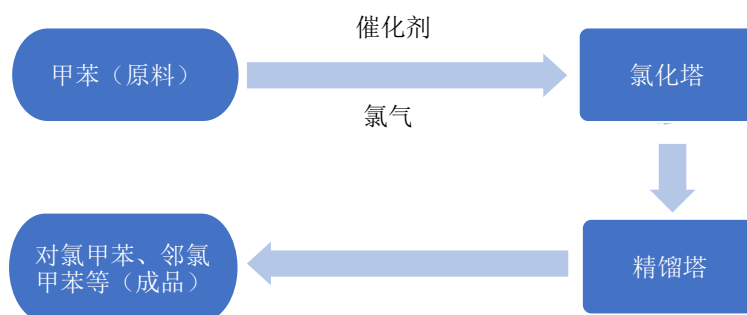 催化剂
甲苯（原料）
氯化塔
氯气
对氯甲苯、邻氯
甲苯等（成品）
精馏塔